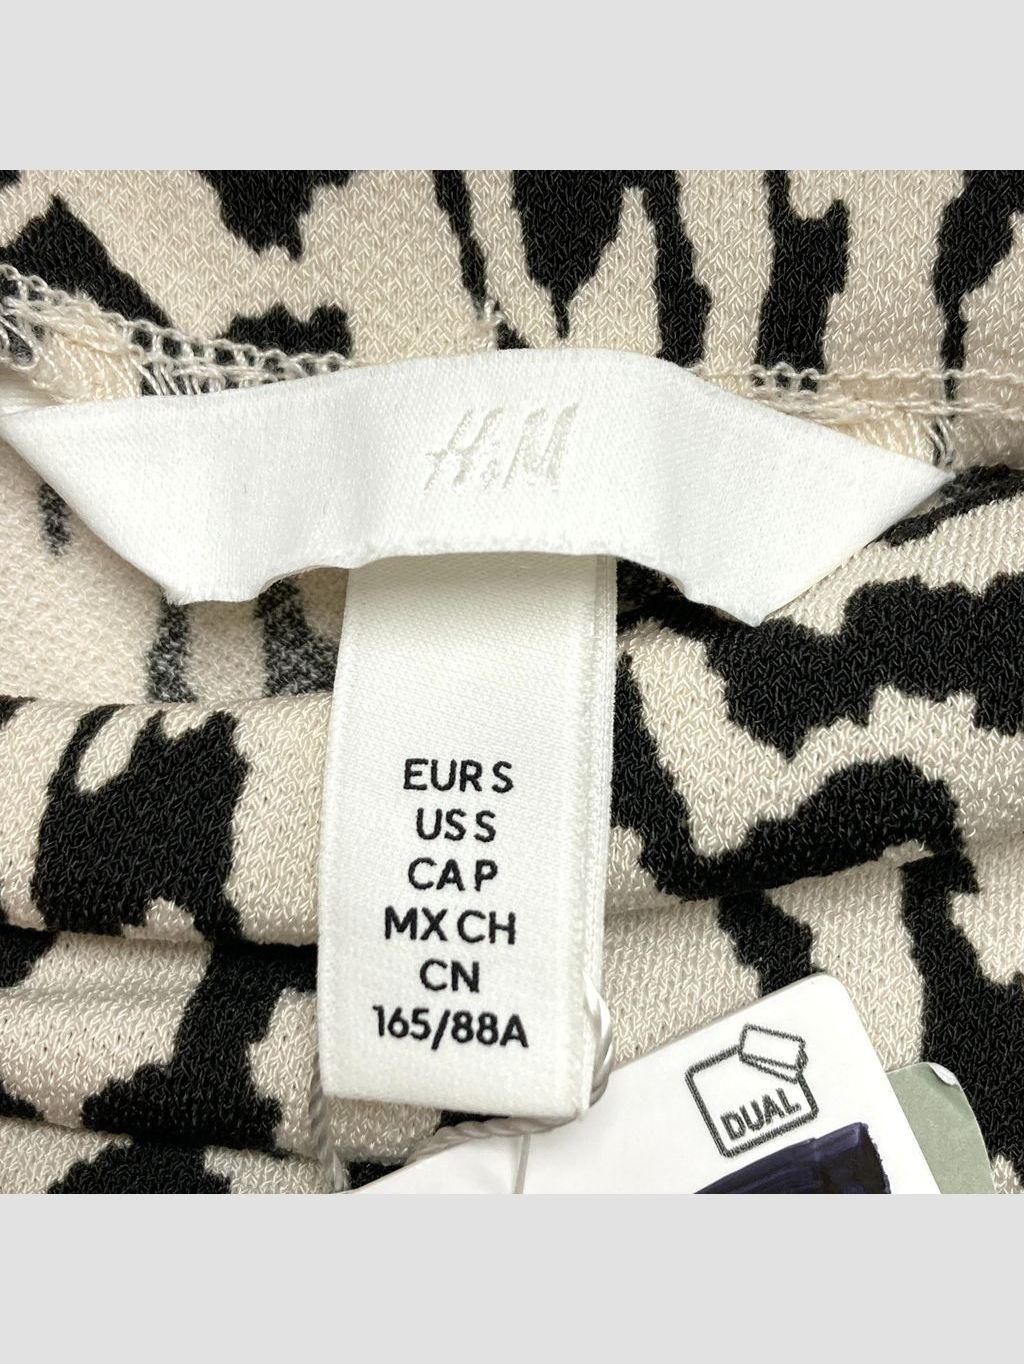 H&M
EUR S
US S
CA P
MX CH
CN
165/88A
DUAL